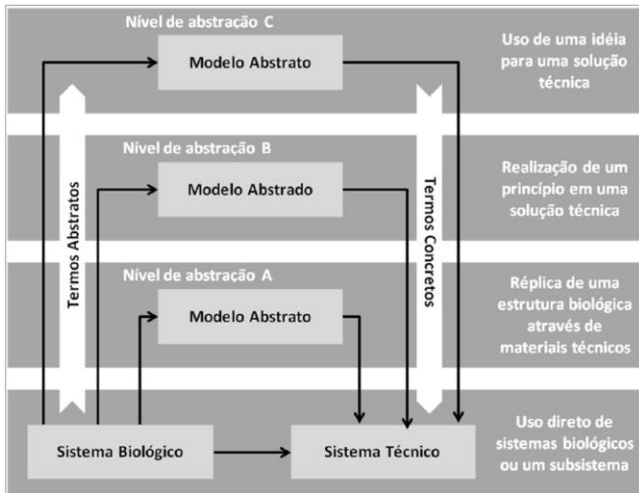 Nível de abstração C
Modelo Abstrato
Uso de uma idéia
para uma solução
técnica
Nível de abstração B
Modelo Abstrado
Realização de um
princípio em uma
solução técnica
Nível de abstração A
Modelo Abstrato
Réplica de uma
estrutura biológica
através de
materiais técnicos
Termos Abstratos
Termos Concretos
Sistema Biológico
Sistema Técnico
Uso direto de
sistemas biológicos
ou um subsistema